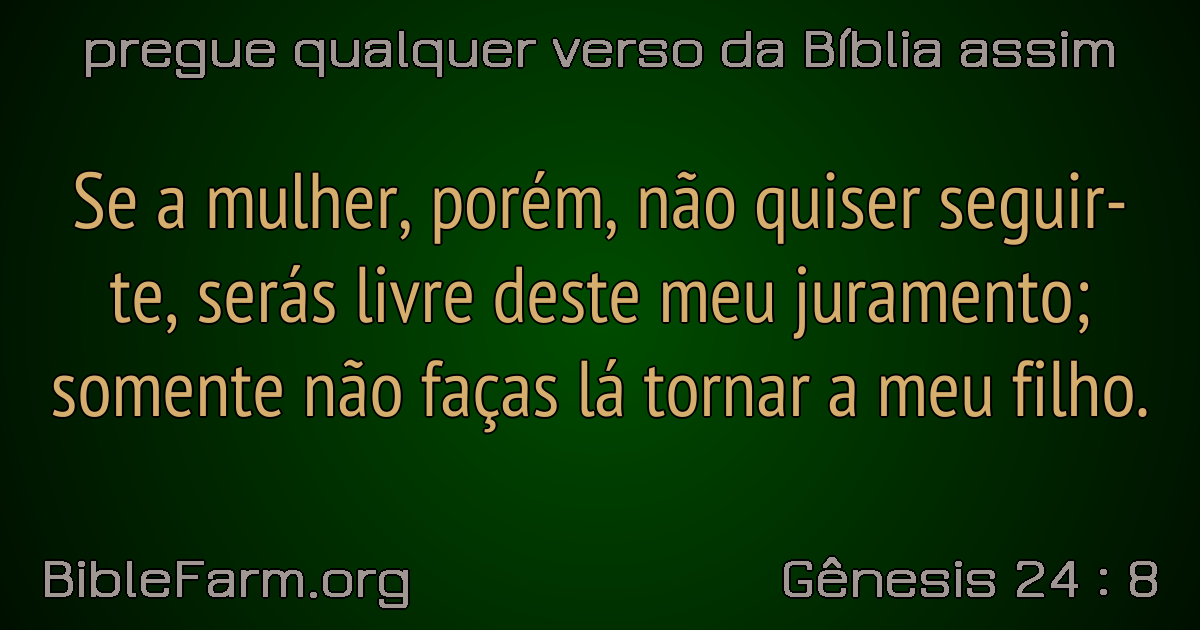 pregue qualquer verso da Bíblia assim
Se a mulher, porém, não quiser seguir-
te, serás livre deste meu juramento;
somente não faças lá tornar a meu filho.
BibleFarm.org
Gênesis 24 : 8